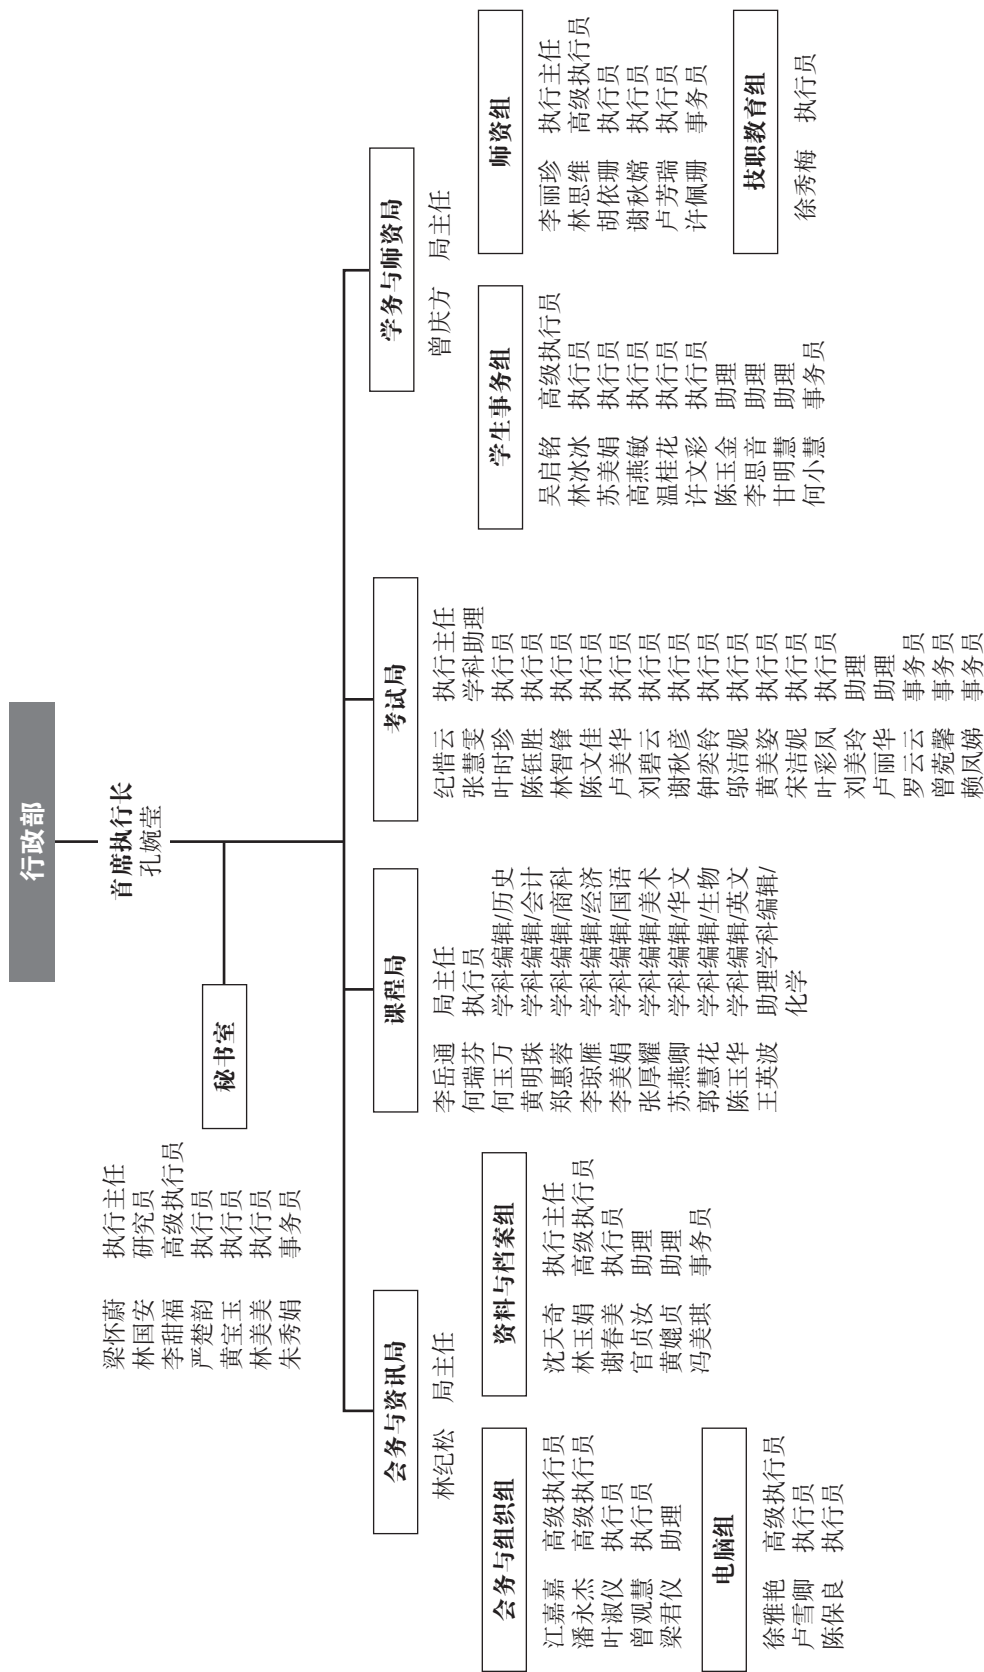 行政部
首席执行长
孔婉莹
秘书室
梁怀蔚 执行主任
林国安 研究员
李甜福 高级执行员
严楚韵 执行员
黄宝玉 执行员
林美美 执行员
朱秀娟 事务员
会务与资讯局
林纪松 局主任
会务与组织组
江嘉嘉 高级执行员
潘永杰 高级执行员
叶淑仪 执行员
曾观慧 执行员
梁君仪 助理
电脑组
徐雅艳 高级执行员
卢雪卿 执行员
陈保良 执行员
资料与档案组
沈天奇 执行主任
林玉娟 高级执行员
谢春美 执行员
官贞汝 助理
黄媲贞 助理
冯美琪 事务员
课程局
李岳通 局主任
何瑞芬 执行员
何玉万 学科编辑/历史
黄明珠 学科编辑/会计
郑惠蓉 学科编辑/商科
李琼雁 学科编辑/经济
李美娟 学科编辑/国语
张厚耀 学科编辑/美术
苏燕卿 学科编辑/华文
郭慧花 学科编辑/生物
陈玉华 学科编辑/英文
王英波 助理学科编辑/
化学
考试局
纪惜云 执行主任
张慧雯 学科助理
叶时珍 执行员
陈钰胜 执行员
林智锋 执行员
陈文佳 执行员
卢美华 执行员
刘碧云 执行员
谢秋彦 执行员
钟奕铃 执行员
邬洁妮 执行员
黄美姿 执行员
宋洁妮 执行员
叶彩凤 执行员
刘美玲 助理
卢丽华 助理
罗云云 事务员
曾菀馨 事务员
赖凤娣 事务员
学务与师资局
曾庆方 局主任
学生事务组
吴启铭 高级执行员
林冰冰 执行员
苏美娟 执行员
高燕敏 执行员
温桂花 执行员
许文彩 执行员
陈玉金 助理
李思音 助理
甘明慧 助理
何小慧 事务员
师资组
李丽珍 执行主任
林思维 高级执行员
胡依珊 执行员
谢秋嫦 执行员
卢芳瑞 执行员
许佩珊 事务员
技职教育组
徐秀梅 执行员